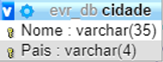 evr_db cidade
Nome : varchar(35)
Pais : varchar(4)